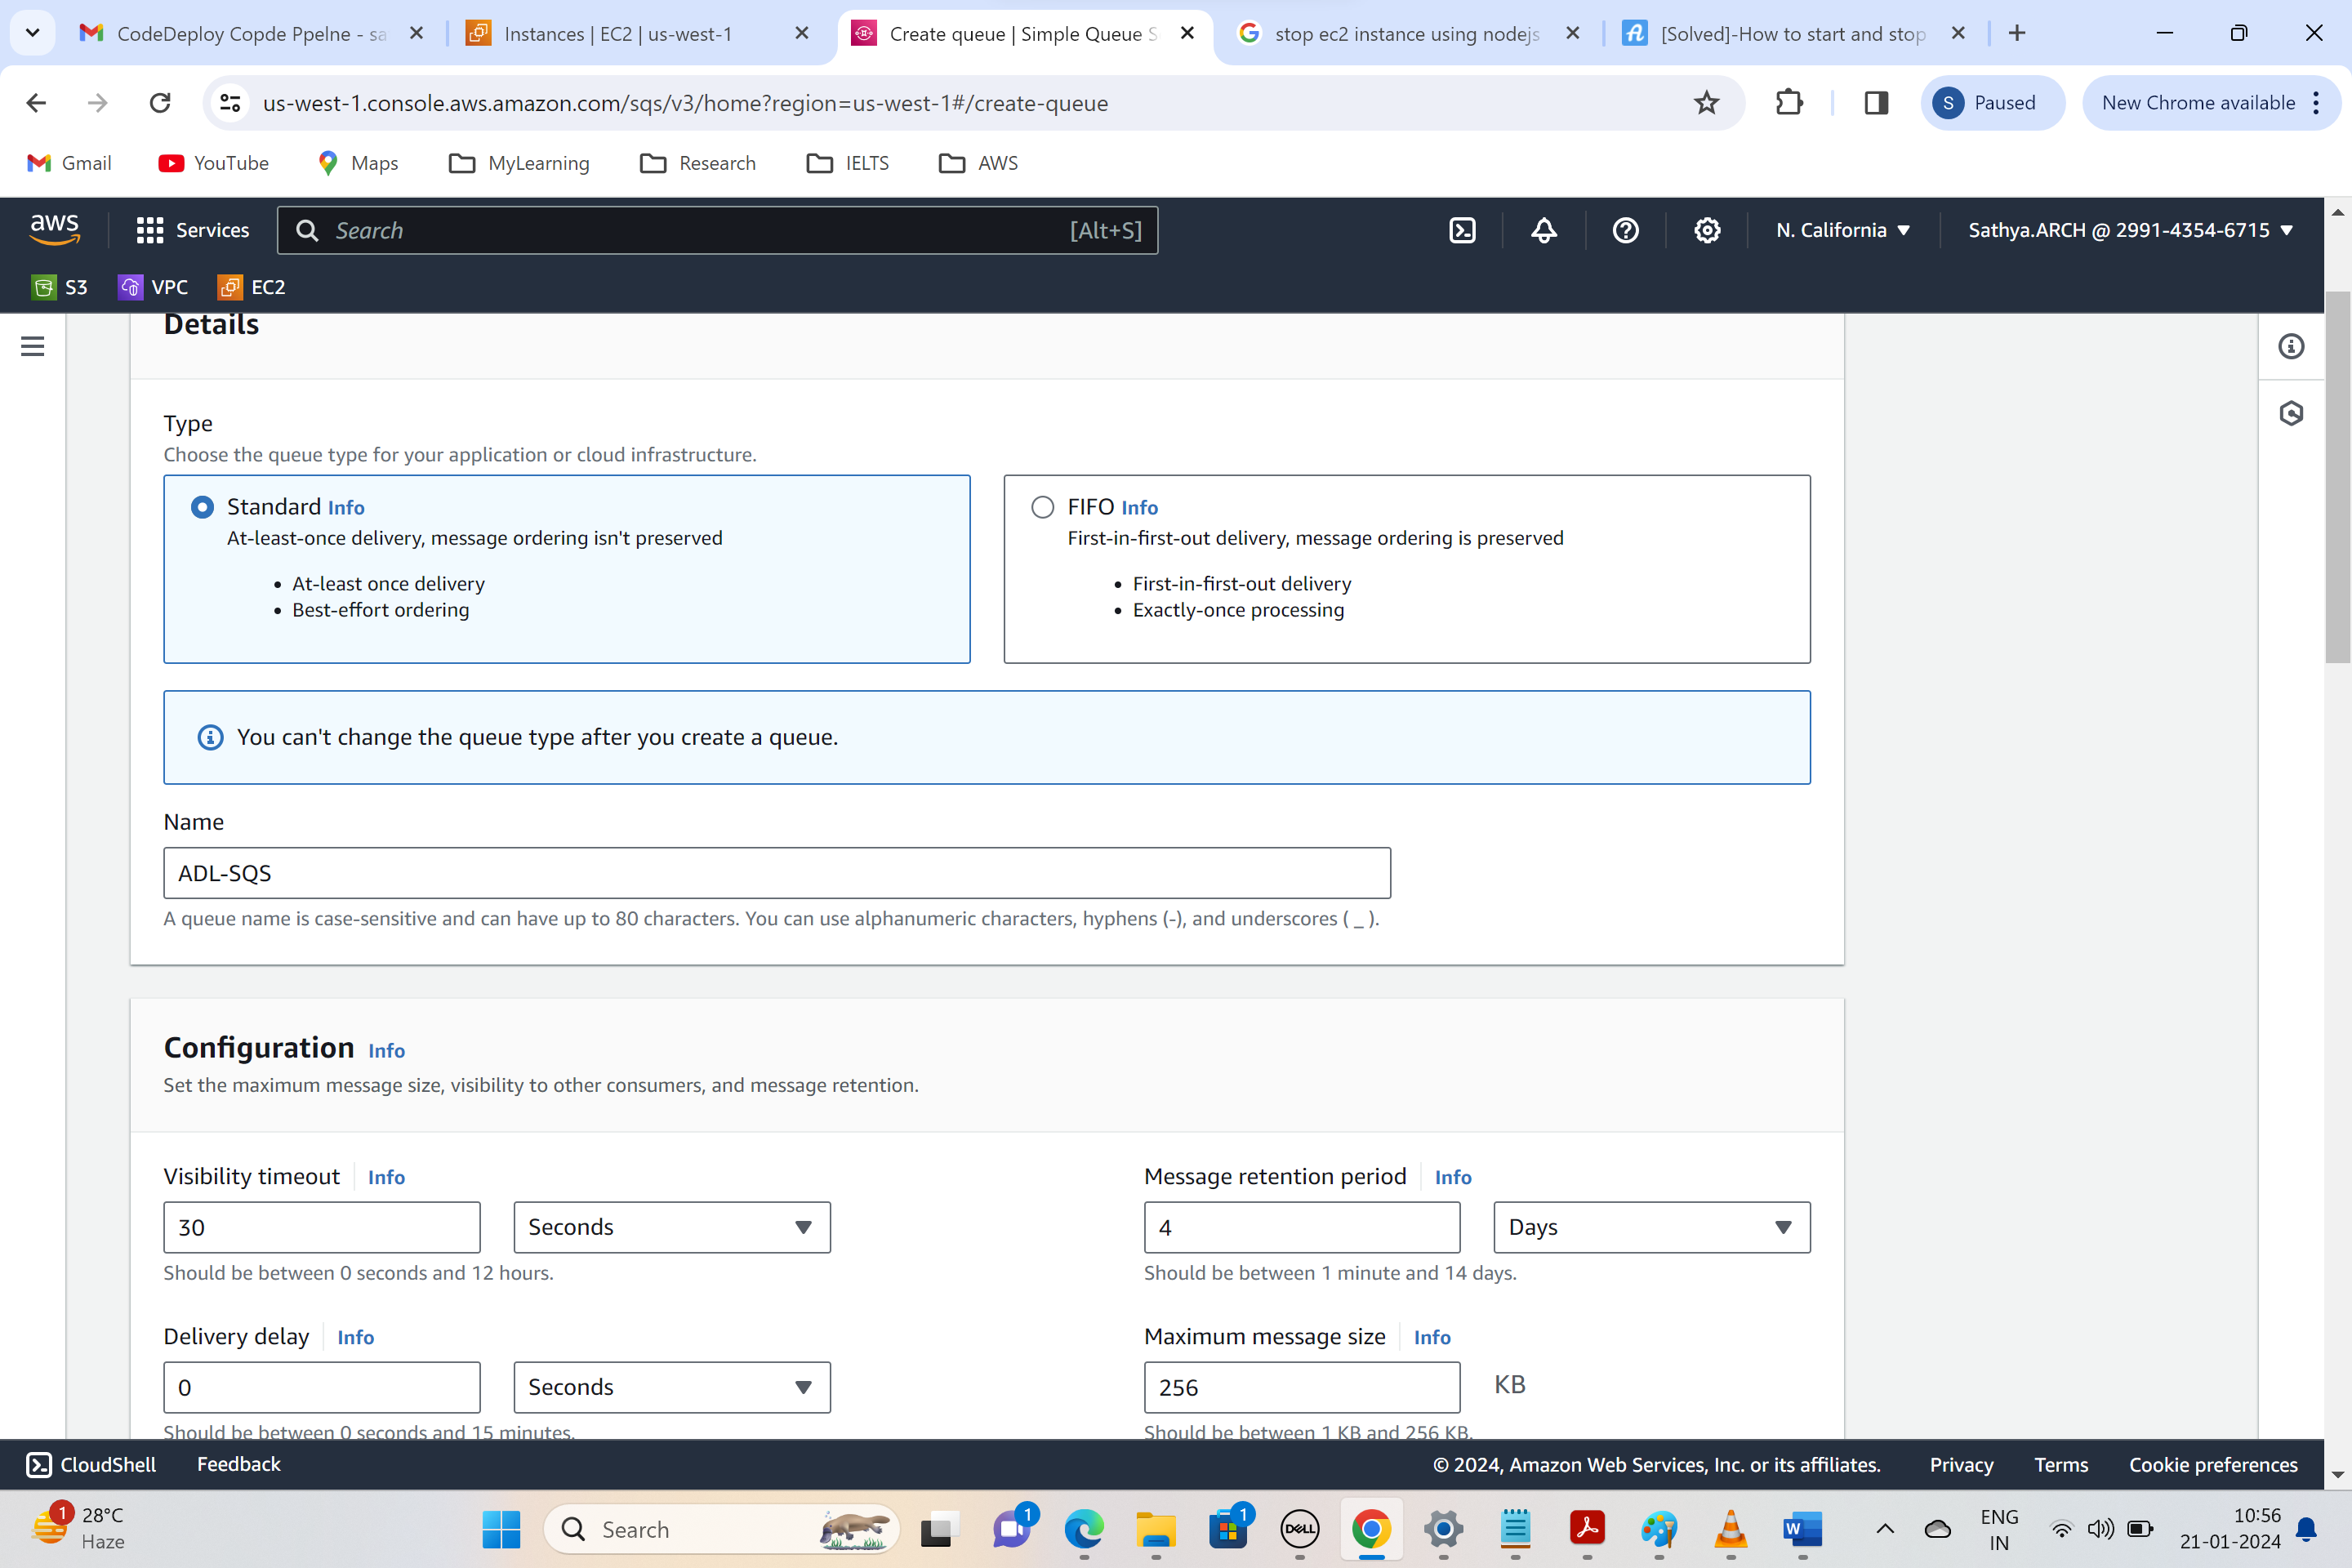 CodeDeploy Copde Ppelne - sa
Instances | EC2 | us-west-1
Create queue | Simple Queue S
stop ec2 instance using nodejs
[Solved]-How to start and stop
us-west-1.console.aws.amazon.com/sqs/v3/home?region=us-west-1#/create-queue
S Paused
New Chrome available
Gmail YouTube Maps MyLearning Research IELTS AWS
aws Services Search [Alt+S] N. California Sathya.ARCH @ 2991-4354-6715
S3 VPC EC2
Details
Type
Choose the queue type for your application or cloud infrastructure.
Standard Info
At-least-once delivery, message ordering isn't preserved
• At-least once delivery
• Best-effort ordering
FIFO Info
First-in-first-out delivery, message ordering is preserved
• First-in-first-out delivery
• Exactly-once processing
You can't change the queue type after you create a queue.
Name
ADL-SQS
A queue name is case-sensitive and can have up to 80 characters. You can use alphanumeric characters, hyphens (-), and underscores ( _ ).
Configuration Info
Set the maximum message size, visibility to other consumers, and message retention.
Visibility timeout Info
30 Seconds
Should be between 0 seconds and 12 hours.
Message retention period Info
4 Days
Should be between 1 minute and 14 days.
Delivery delay Info
0 Seconds
Should be between 0 seconds and 15 minutes.
Maximum message size Info
256 KB
Should be between 1 KB and 256 KB.
CloudShell Feedback © 2024, Amazon Web Services, Inc. or its affiliates. Privacy Terms Cookie preferences
1
28°C
Haze
Search
1
1
DELL
W
ENG
IN
10:56
21-01-2024